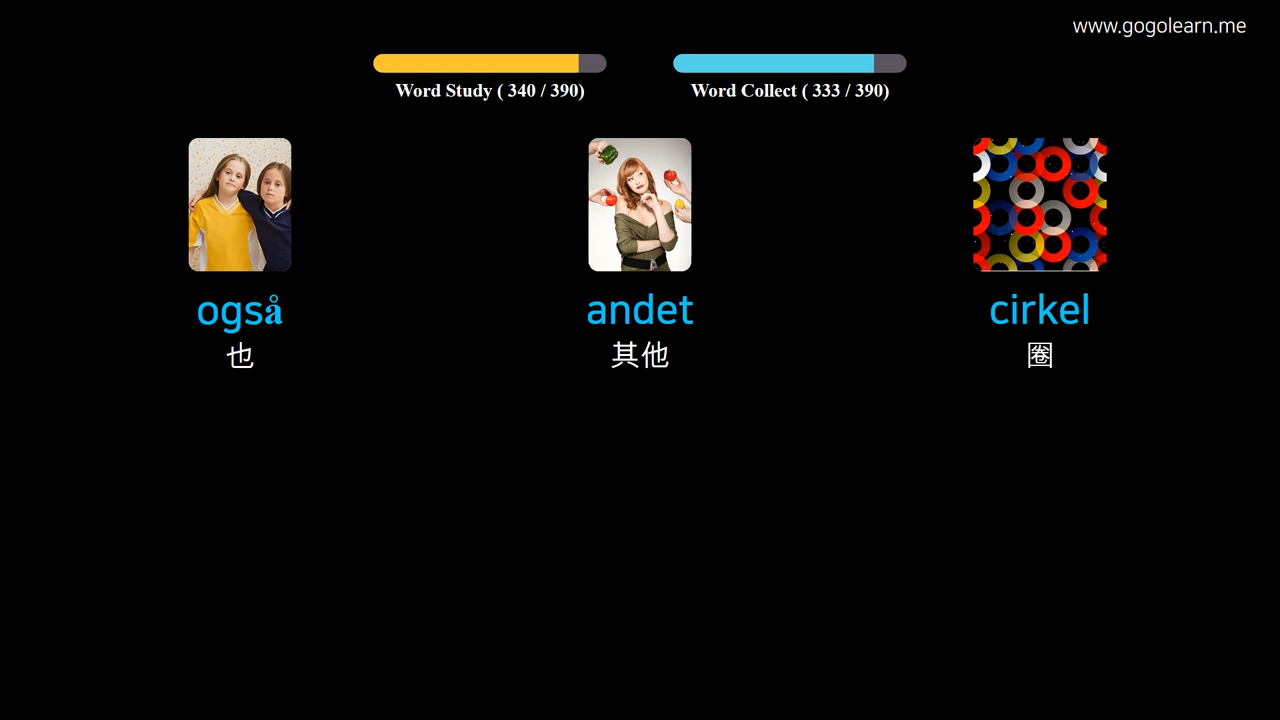 www.gogolearn.me
Word Study ( 340 / 390)
Word Collect ( 333 / 390)
også
andet
cirkel
也
其他
圈